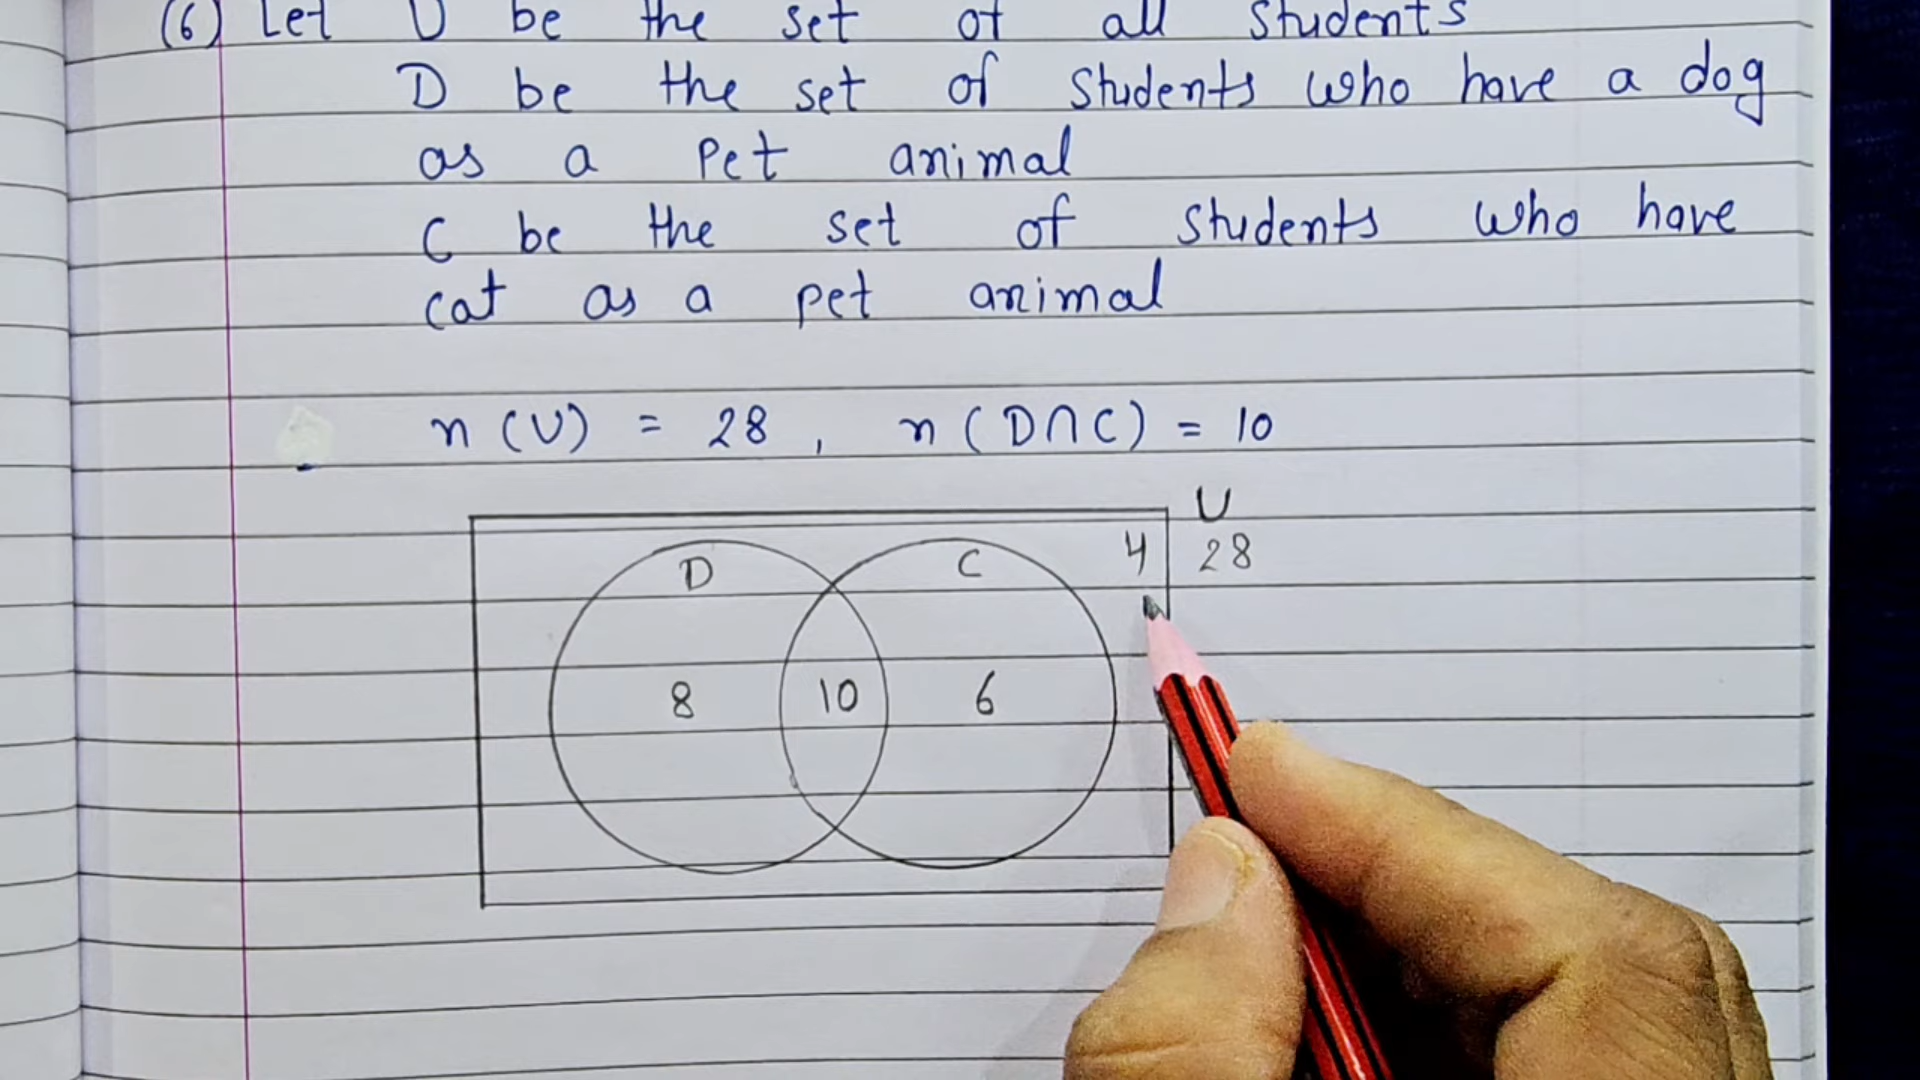 (6) Let U be the set of all students
D be the set of students who have a dog
as a pet animal
C be the set of students who have
cat as a pet animal
n (U) = 28 , n (D∩C) = 10
U
D C 4 28
8 10 6